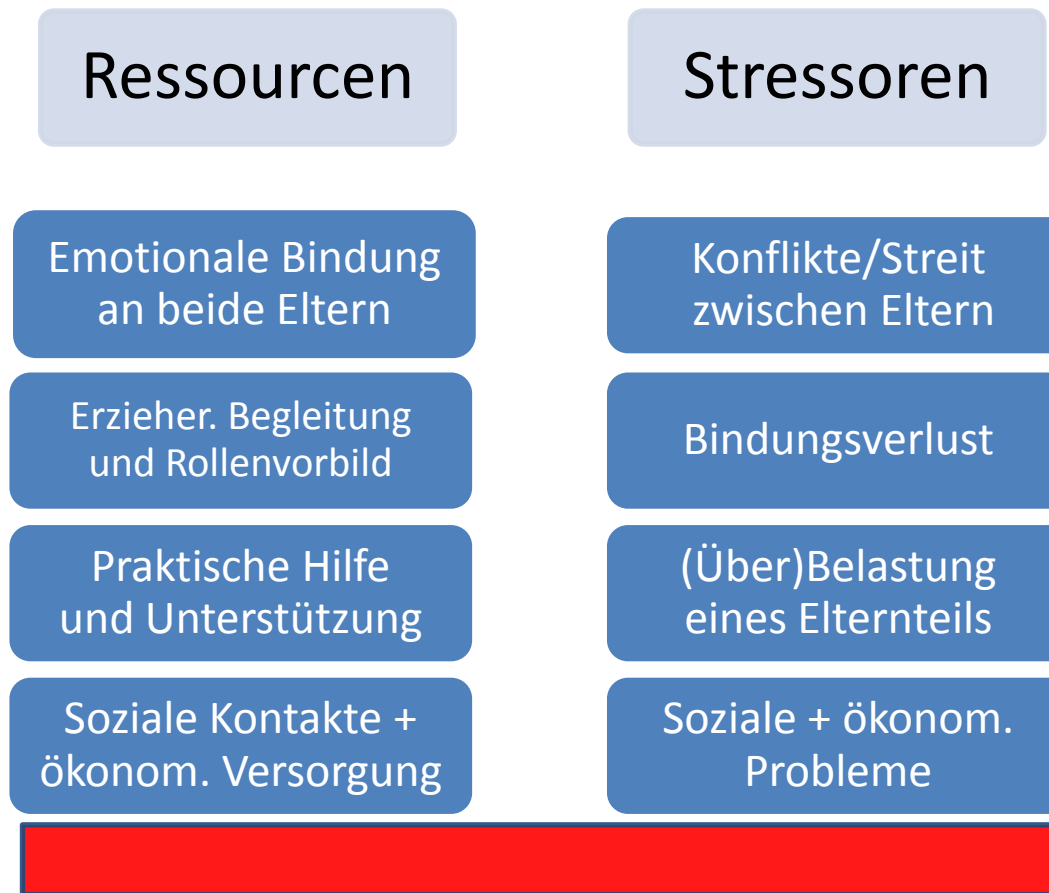 Ressourcen
Emotionale Bindung
an beide Eltern
Erzieher. Begleitung
und Rollenvorbild
Praktische Hilfe
und Unterstützung
Soziale Kontakte +
ökonom. Versorgung
Stressoren
Konflikte/Streit
zwischen Eltern
Bindungsverlust
(Über)Belastung
eines Elternteils
Soziale + ökonom.
Probleme